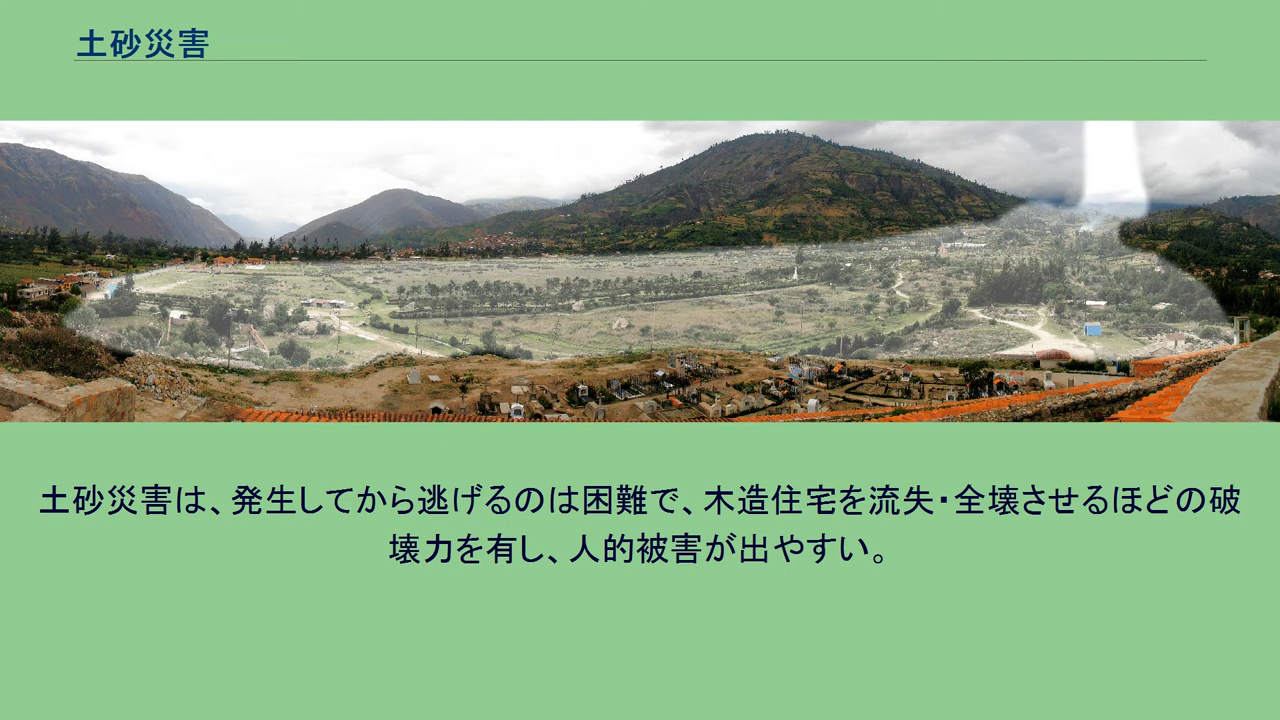 土砂災害
土砂災害は、発生してから逃げるのは困難で、木造住宅を流失・全壊させるほどの破
壊力を有し、人的被害が出やすい。